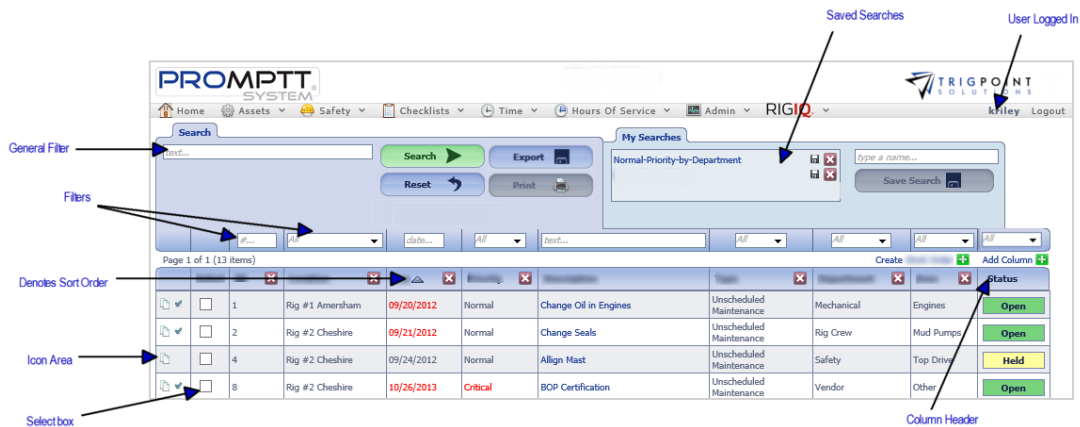 Saved Searches
User Logged In
PROMPTT
SYSTEM
TRIGPOINT
SOLUTIONS
Home Assets Safety Checklists Time Hours Of Service Admin RIGIQ. kriley Logout
Search
My Searches
General Filter
text...
Search
Export
Normal-Priority-by-Department
type a name...
Reset
Print
Save Search
Filters
#... All date... All text... All All All All
Page 1 of 1 (13 items)
Create
Add Column
Denotes Sort Order
Status
1 Rig #1 Amersham 09/20/2012 Normal Change Oil in Engines Unscheduled Maintenance Mechanical Engines Open
2 Rig #2 Cheshire 09/21/2012 Normal Change Seals Unscheduled Maintenance Rig Crew Mud Pumps Open
Icon Area
4 Rig #2 Cheshire 09/24/2012 Normal Allign Mast Unscheduled Maintenance Safety Top Drive Held
8 Rig #2 Cheshire 10/26/2013 Critical BOP Certification Unscheduled Maintenance Vendor Other Open
Select box
Column Header